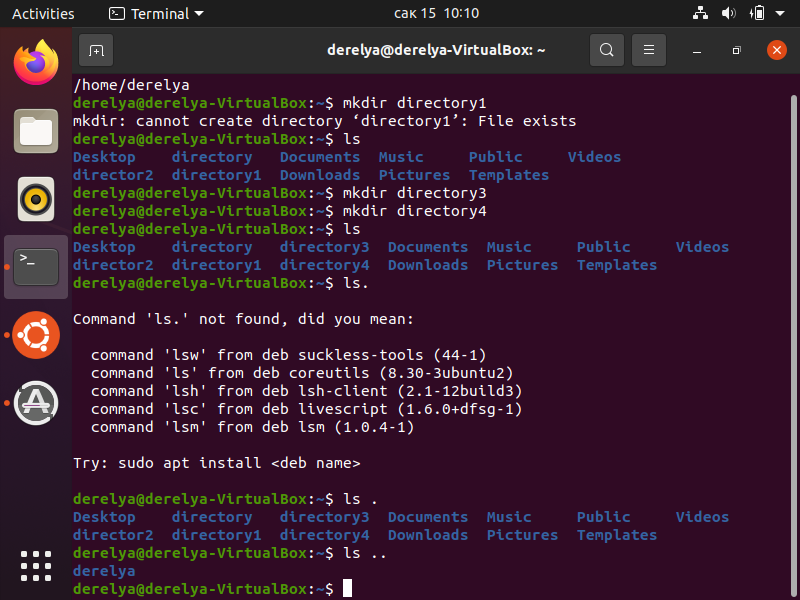 Activities Terminal сак 15 10:10
derelya@derelya-VirtualBox: ~
/home/derelya
derelya@derelya-VirtualBox:~$ mkdir directory1
mkdir: cannot create directory ‘directory1’: File exists
derelya@derelya-VirtualBox:~$ ls
Desktop directory Documents Music Public Videos
director2 directory1 Downloads Pictures Templates
derelya@derelya-VirtualBox:~$ mkdir directory3
derelya@derelya-VirtualBox:~$ mkdir directory4
derelya@derelya-VirtualBox:~$ ls
Desktop directory directory3 Documents Music Public Videos
director2 directory1 directory4 Downloads Pictures Templates
derelya@derelya-VirtualBox:~$ ls.
Command 'ls.' not found, did you mean:
command 'lsw' from deb suckless-tools (44-1)
command 'ls' from deb coreutils (8.30-3ubuntu2)
command 'lsh' from deb lsh-client (2.1-12build3)
command 'lsc' from deb livescript (1.6.0+dfsg-1)
command 'lsm' from deb lsm (1.0.4-1)
Try: sudo apt install <deb name>
derelya@derelya-VirtualBox:~$ ls .
Desktop directory directory3 Documents Music Public Videos
director2 directory1 directory4 Downloads Pictures Templates
derelya@derelya-VirtualBox:~$ ls ..
derelya
derelya@derelya-VirtualBox:~$